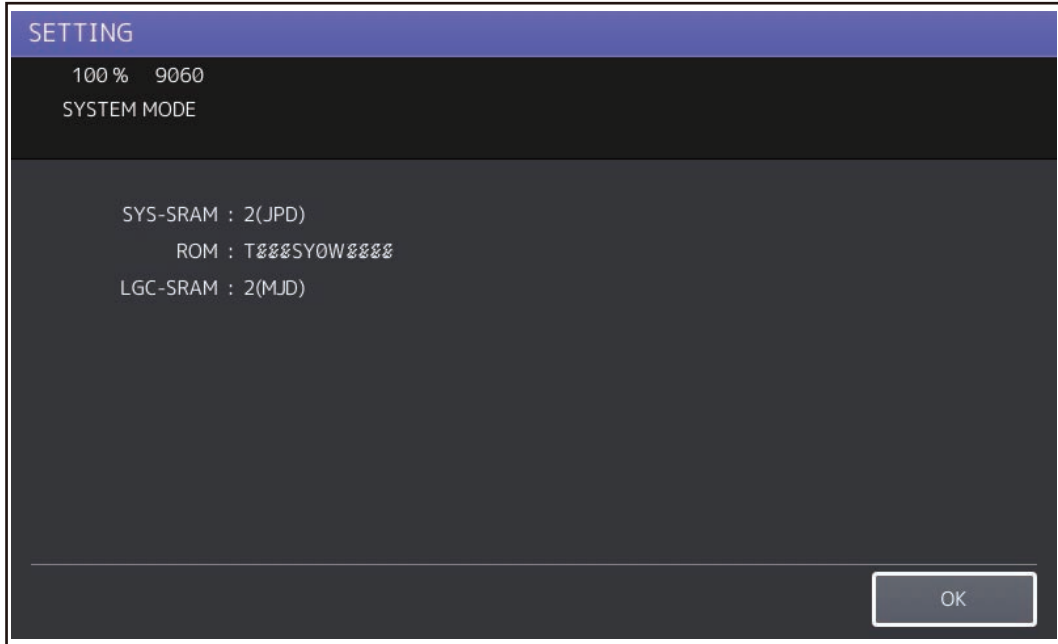 SETTING
100 % 9060
SYSTEM MODE
SYS-SRAM : 2(JPD)
ROM :
LGC-SRAM : 2(MJD)
OK